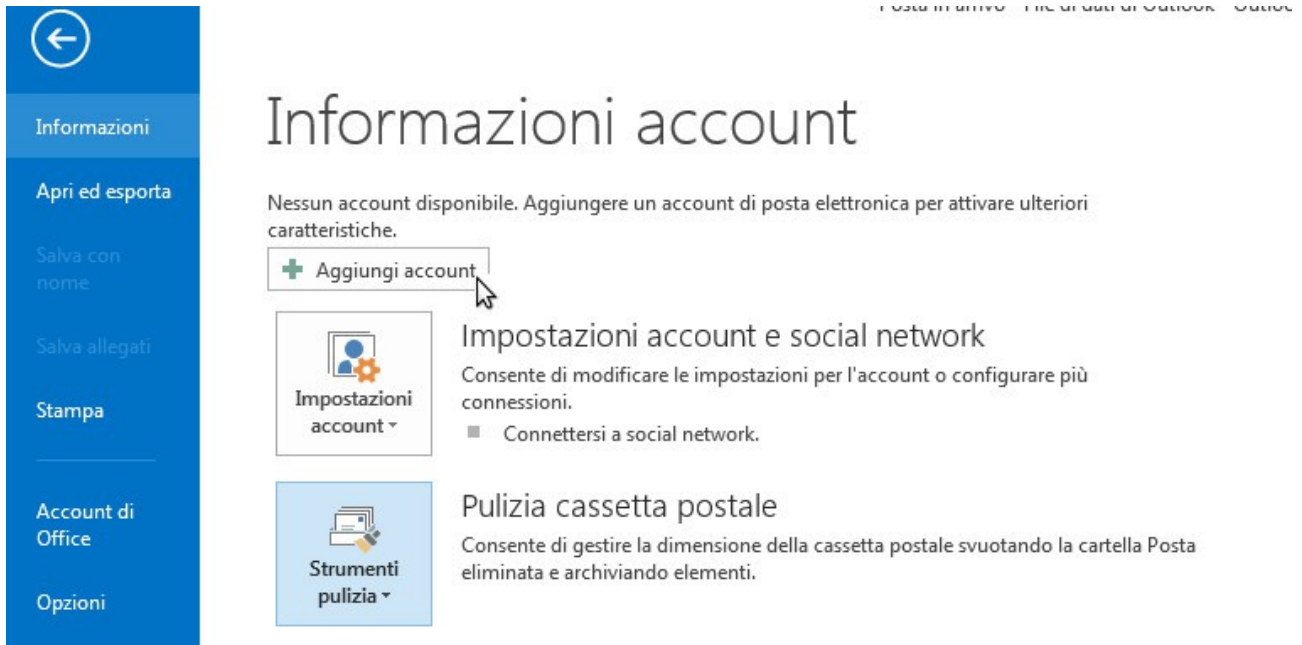 Informazioni
Apri ed esporta
Salva con
nome
Salva allegati
Stampa
Account di
Office
Opzioni
Informazioni account
Nessun account disponibile. Aggiungere un account di posta elettronica per attivare ulteriori
caratteristiche.
Aggiungi account
Impostazioni
account
Impostazioni account e social network
Consente di modificare le impostazioni per l'account o configurare più
connessioni.
Connettersi a social network.
Strumenti
pulizia
Pulizia cassetta postale
Consente di gestire la dimensione della cassetta postale svuotando la cartella Posta
eliminata e archiviando elementi.